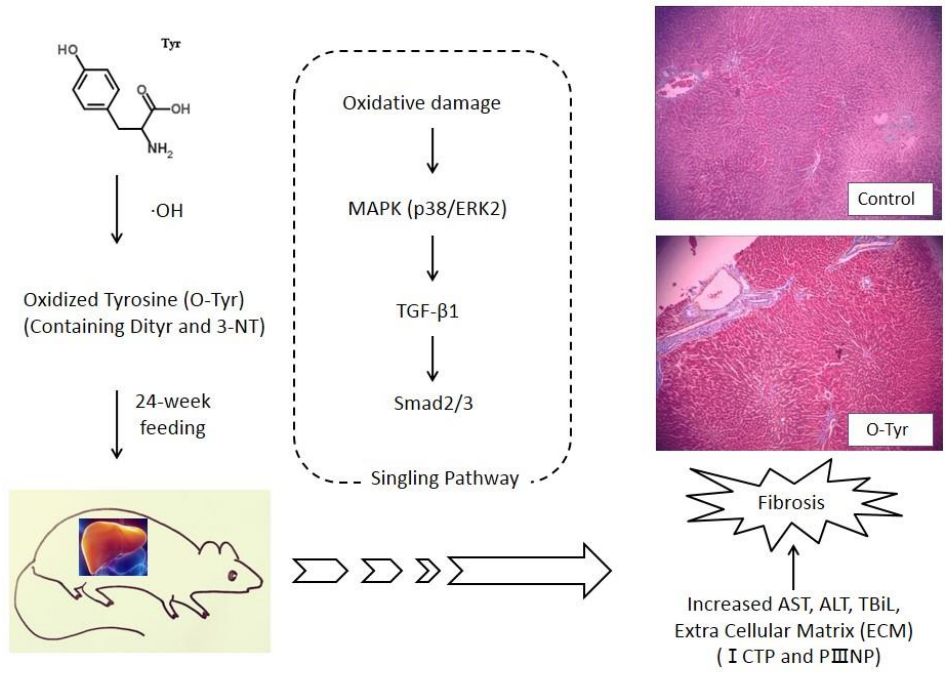 Tyr
HO
O
OH
NH2
·OH
Oxidized Tyrosine (O-Tyr)
(Containing Dityr and 3-NT)
24-week
feeding
Oxidative damage
MAPK (p38/ERK2)
TGF-β1
Smad2/3
Singling Pathway
Control
O-Tyr
Fibrosis
Increased AST, ALT, TBiL,
Extra Cellular Matrix (ECM)
(ⅠCTP and PⅢNP)